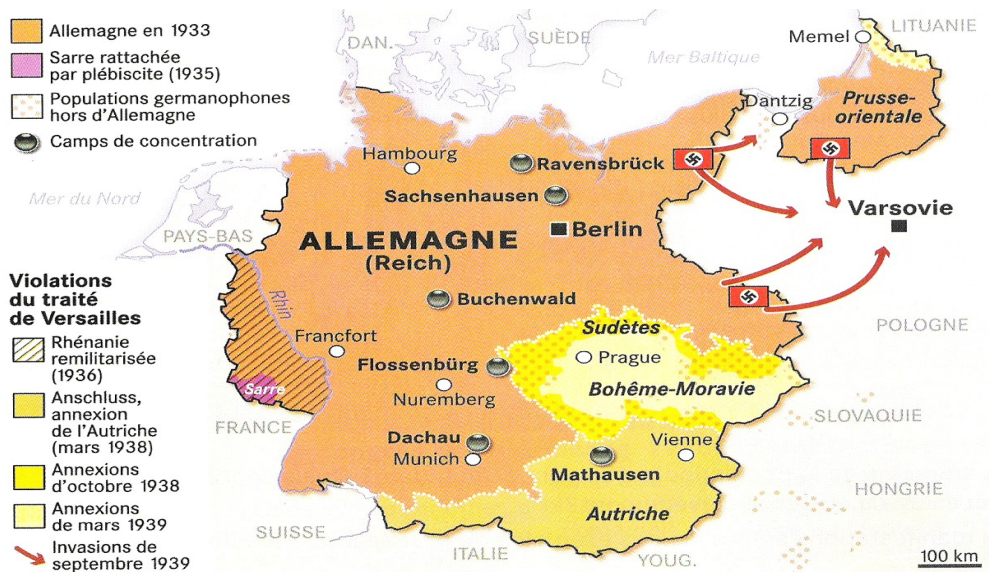 Allemagne en 1933
Sarre rattachée
par plébiscite (1935)
Populations germanophones
hors d'Allemagne
Camps de concentration
Violations
du traité
de Versailles
Rhénanie
remilitarisée
(1936)
Anschluss,
annexion
de l'Autriche
(mars 1938)
Annexions
d'octobre 1938
Annexions
de mars 1939
Invasions de
septembre 1939
DAN.
SUÈDE
Mer Baltique
LITUANIE
Memel
Dantzig
Prusse-
orientale
Hambourg
Ravensbrück
Sachsenhausen
Mer du Nord
PAYS-BAS
Berlin
Varsovie
ALLEMAGNE
(Reich)
Rhin
Buchenwald
Francfort
Sudètes
POLOGNE
Flossenbürg
Prague
Sarre
Nuremberg
Bohême-Moravie
FRANCE
SLOVAQUIE
Dachau
Munich
Vienne
Mathausen
Autriche
HONGRIE
SUISSE
ITALIE
YOUG.
100 km